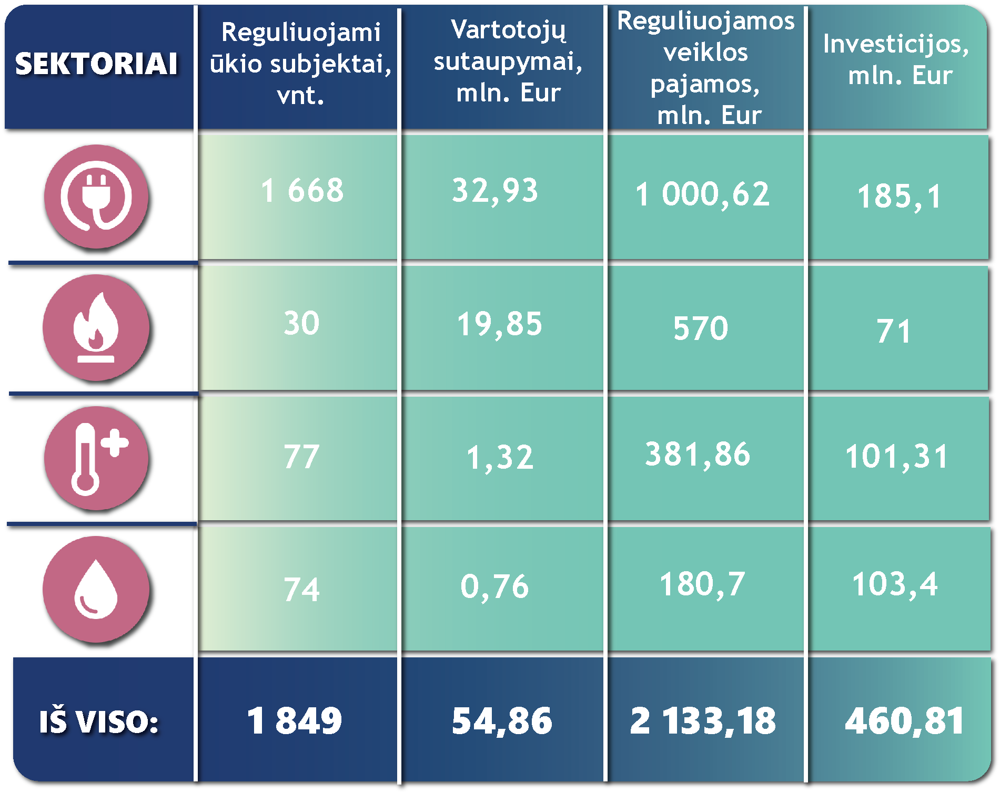 SEKTORIAI
Reguliuojami
ūkio subjektai,
vnt.
Vartotojų
sutaupymai,
mln. Eur
Reguliuojamos
veiklos
pajamos,
mln. Eur
Investicijos,
mln. Eur
1 668
32,93
1 000,62
185,1
30
19,85
570
71
77
1,32
381,86
101,31
74
0,76
180,7
103,4
IŠ VISO:
1 849
54,86
2 133,18
460,81